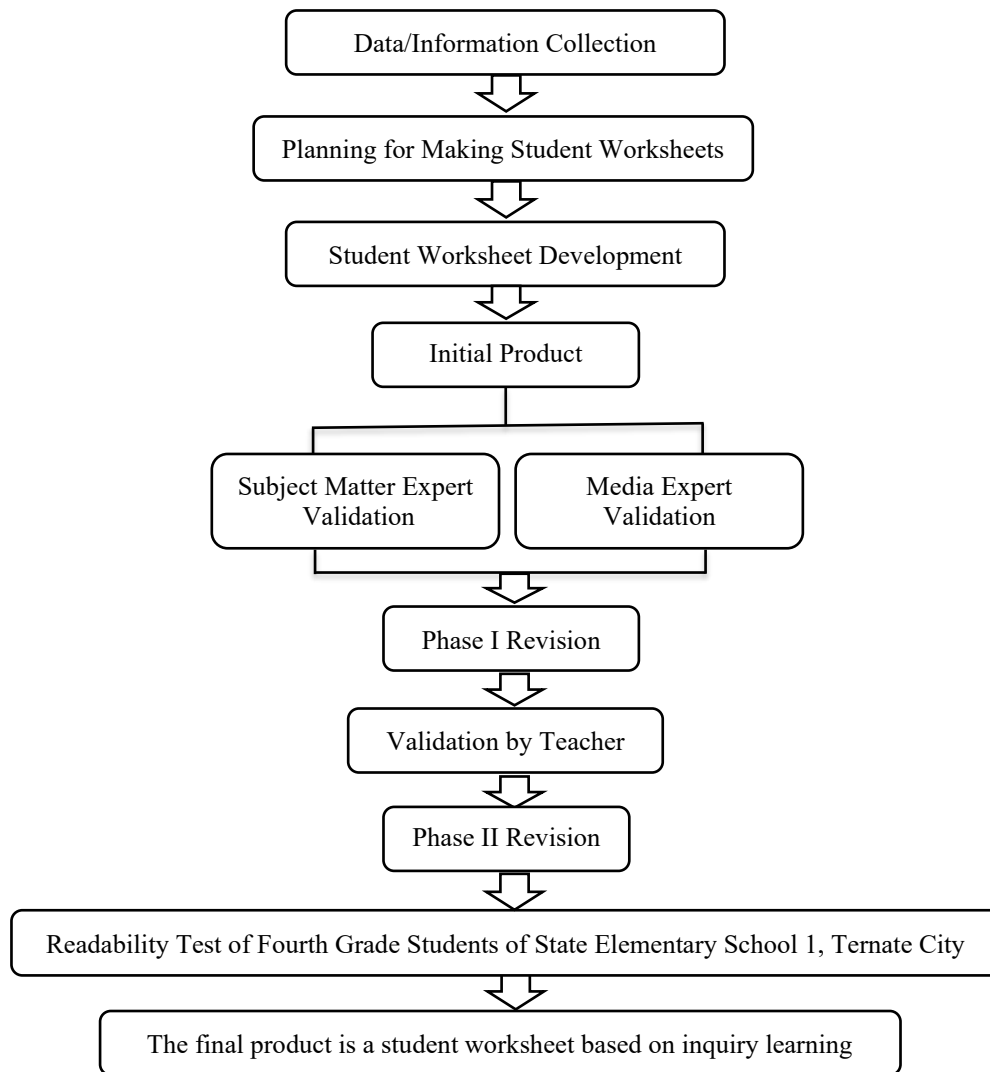 Data/Information Collection
Planning for Making Student Worksheets
Student Worksheet Development
Initial Product
Subject Matter Expert
Validation
Media Expert
Validation
Phase I Revision
Validation by Teacher
Phase II Revision
Readability Test of Fourth Grade Students of State Elementary School 1, Ternate City
The final product is a student worksheet based on inquiry learning